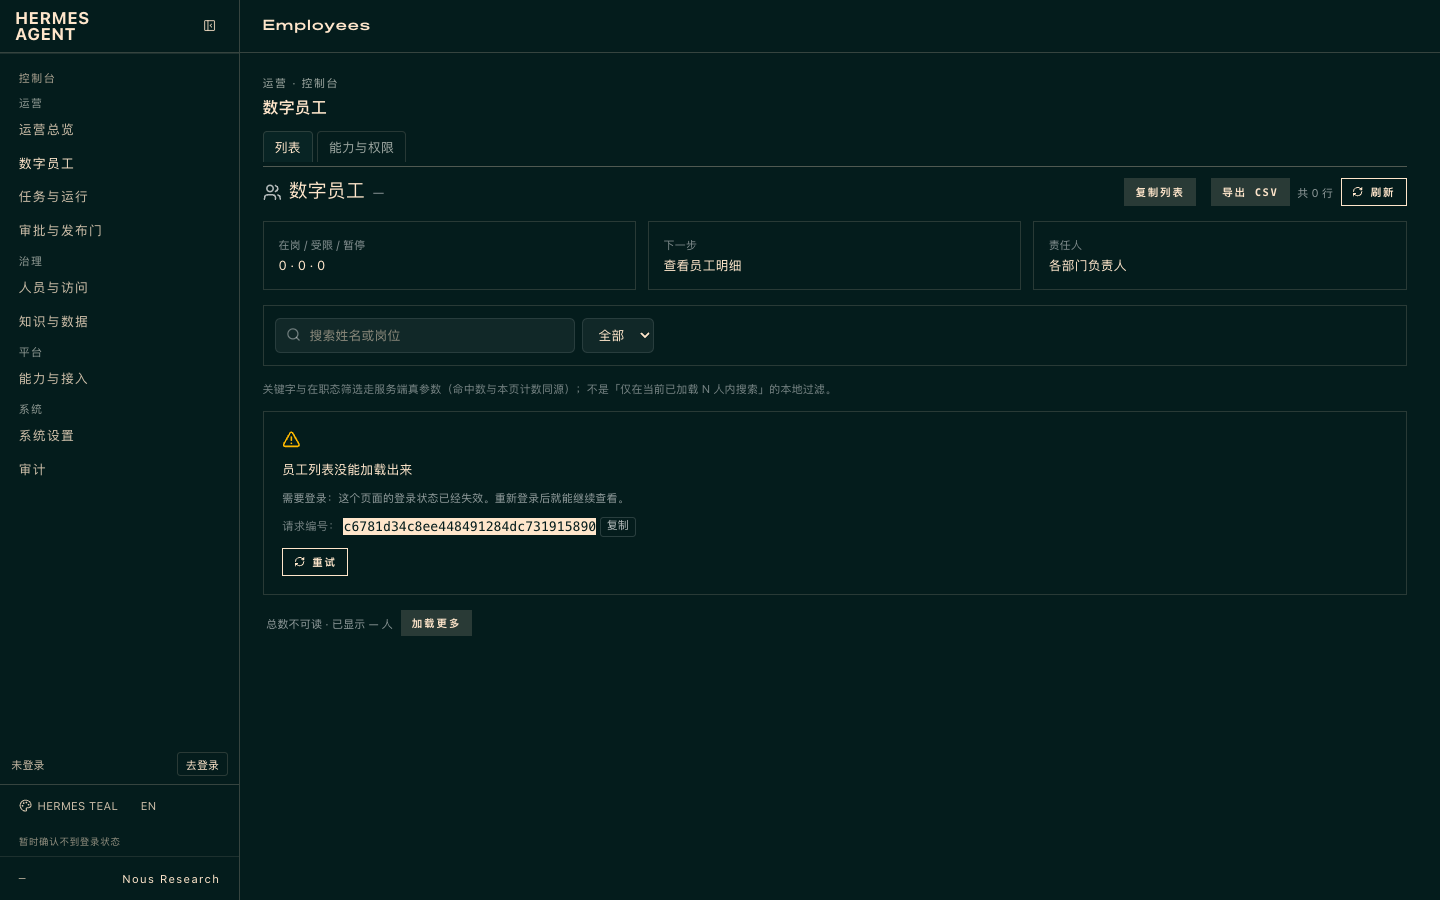 HERMES
AGENT
Employees
控制台
运营
运营总览
数字员工
任务与运行
审批与发布门
治理
人员与访问
知识与数据
平台
能力与接入
系统
系统设置
审计
未登录
去登录
HERMES TEAL
EN
暂时确认不到登录状态
—
Nous Research
运营 · 控制台
数字员工
列表
能力与权限
数字员工 —
复制列表
导出 CSV
共 0 行
刷新
在岗 / 受限 / 暂停
0 · 0 · 0
下一步
查看员工明细
责任人
各部门负责人
搜索姓名或岗位
全部
关键字与在职态筛选走服务端真参数（命中数与本页计数同源）；不是「仅在当前已加载 N 人内搜索」的本地过滤。
员工列表没能加载出来
需要登录：这个页面的登录状态已经失效。重新登录后就能继续查看。
请求编号： c6781d34c8ee448491284dc731915890 复制
重试
总数不可读 · 已显示 — 人
加载更多